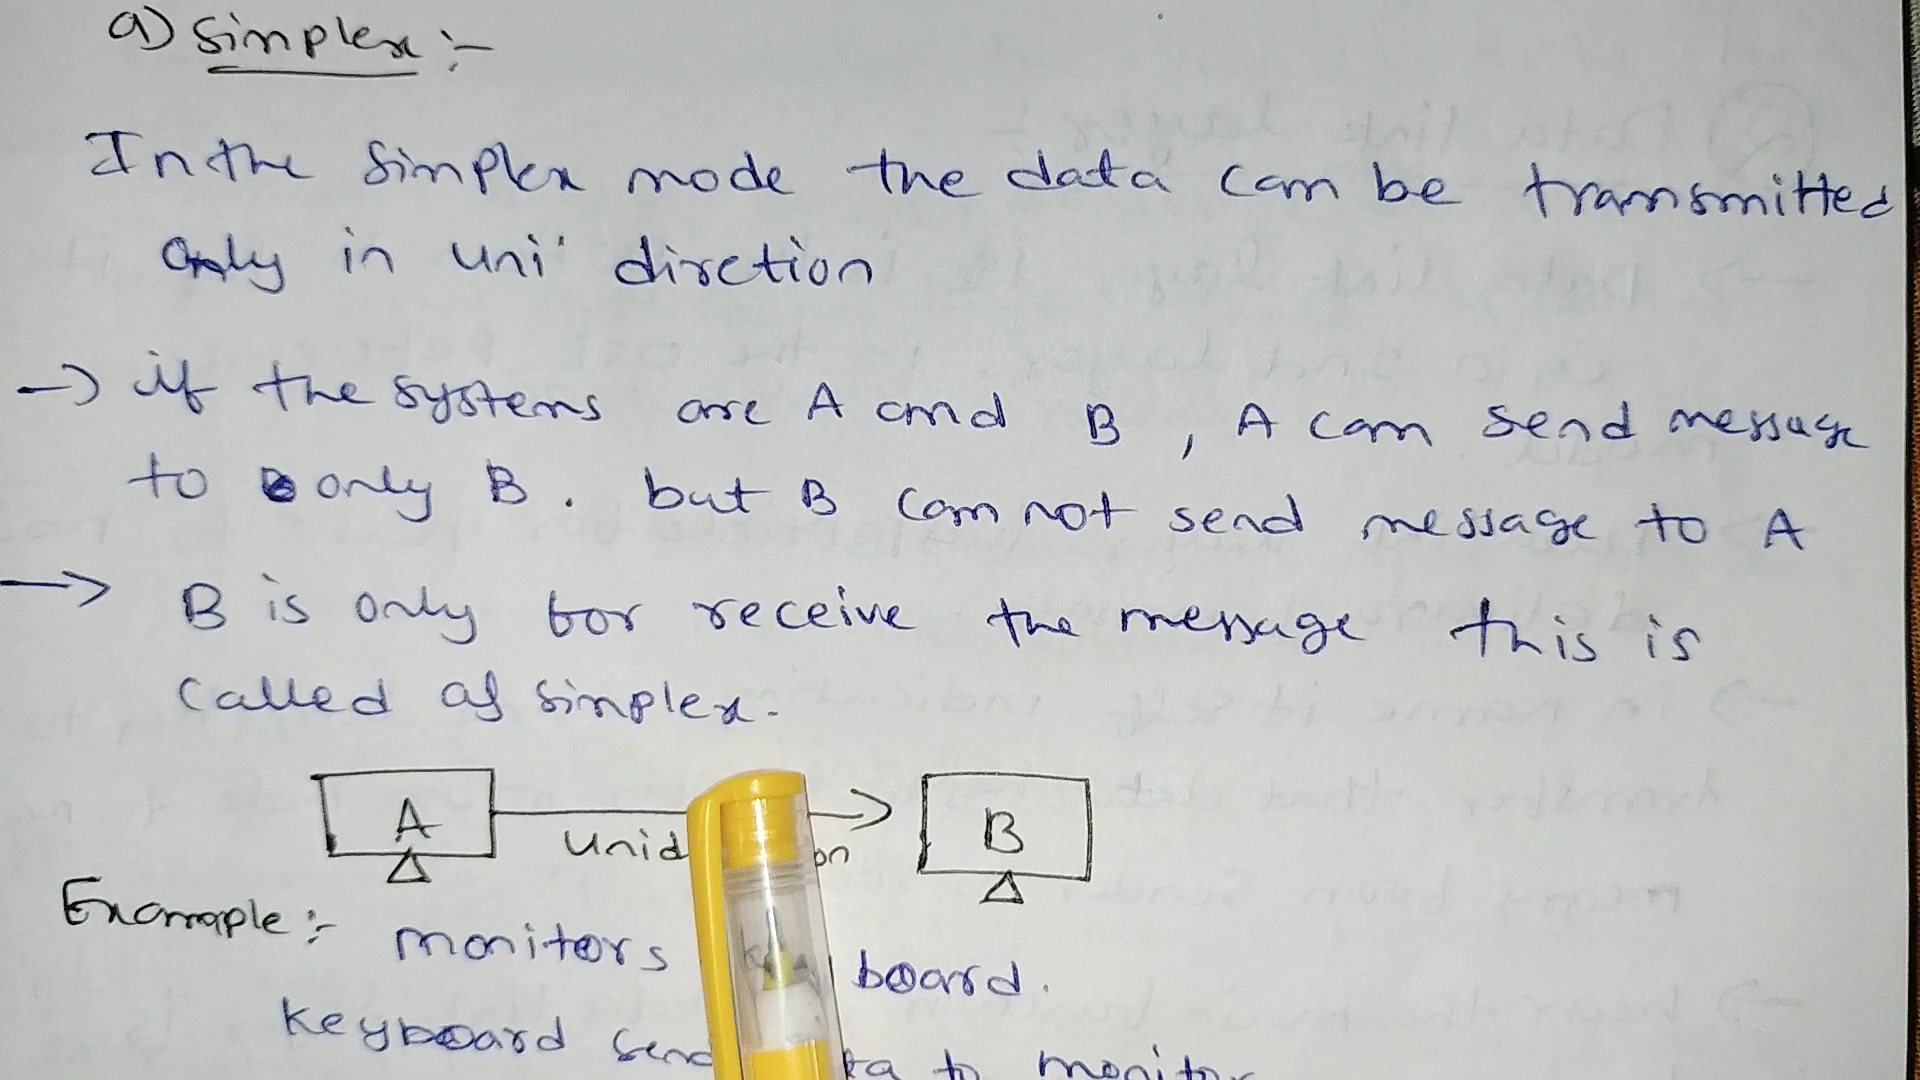 a) Simplex :-
In the simplex mode the data can be transmitted
only in uni direction
-> if the systems are A and B , A can send message
to only B . but B can not send message to A
-> B is only for receive the message this is
called as simplex.
A B
Example :- monitors board.
keyboard to monitor